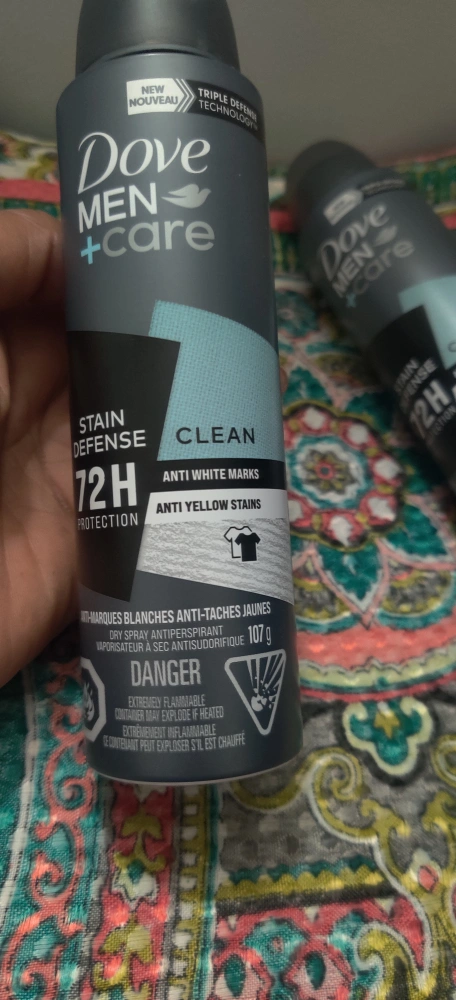 NEW
NOUVEAU
TRIPLE DEFENSE
TECHNOLOGY
Dove
MEN
+care
STAIN
DEFENSE
72H
PROTECTION
CLEAN
ANTI WHITE MARKS
ANTI YELLOW STAINS
ANTI-MARQUES BLANCHES ANTI-TACHES JAUNES
DRY SPRAY ANTIPERSPIRANT
VAPORISATEUR À SEC ANTISUDORIFIQUE 107 g
DANGER
EXTREMELY FLAMMABLE
CONTAINER MAY EXPLODE IF HEATED
EXTRÊMEMENT INFLAMMABLE
CE CONTENANT PEUT EXPLOSER S'IL EST CHAUFFÉ
Dove
MEN
+care
STAIN
DEFENSE
72H
PROTECTION